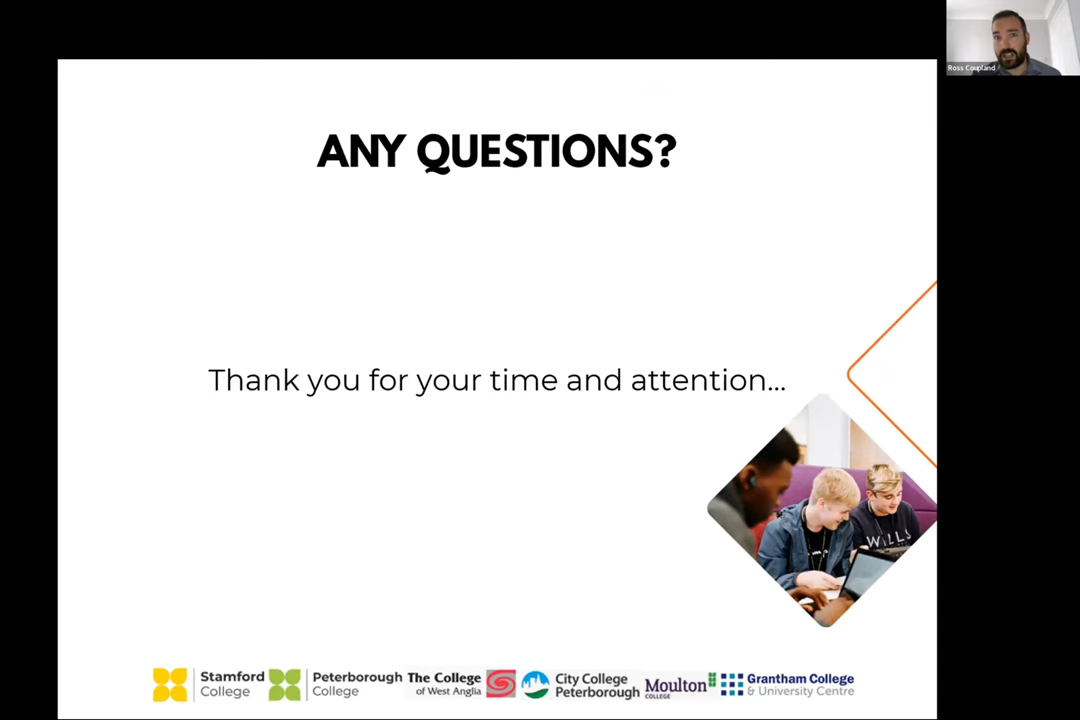 Ross Coupland
ANY QUESTIONS?
Thank you for your time and attention...
WILLS
Stamford
College
Peterborough
College
The College
of West Anglia
City College
Peterborough
Moulton
COLLEGE
Grantham College
& University Centre